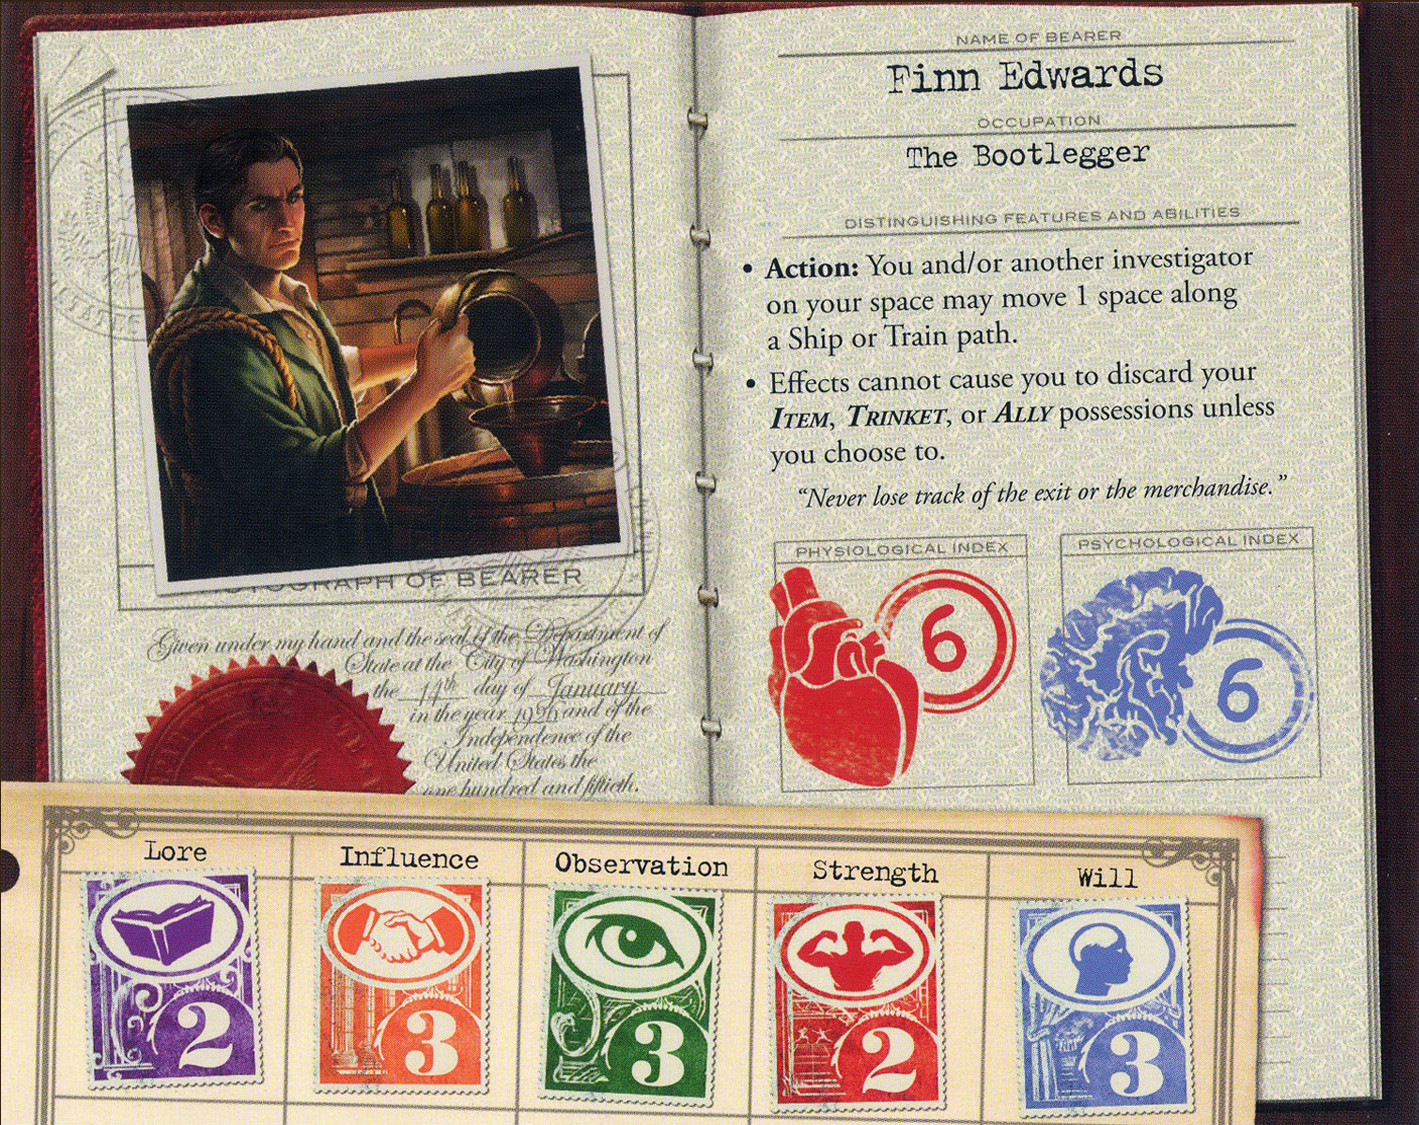 NAME OF BEARER
Finn Edwards
OCCUPATION
The Bootlegger
DISTINGUISHING FEATURES AND ABILITIES
• Action: You and/or another investigator
on your space may move 1 space along
a Ship or Train path.
• Effects cannot cause you to discard your
ITEM, TRINKET, or ALLY possessions unless
you choose to.
“Never lose track of the exit or the merchandise.”
PHYSIOLOGICAL INDEX
6
PSYCHOLOGICAL INDEX
6
OF BEARER
Given under my hand and the seal of the Department of
State at the City of Washington
the 14th day of January
in the year and of the
Independence of the
United States the
one hundred and fiftieth.
Lore
Influence
Observation
Strength
Will
2
3
3
2
3